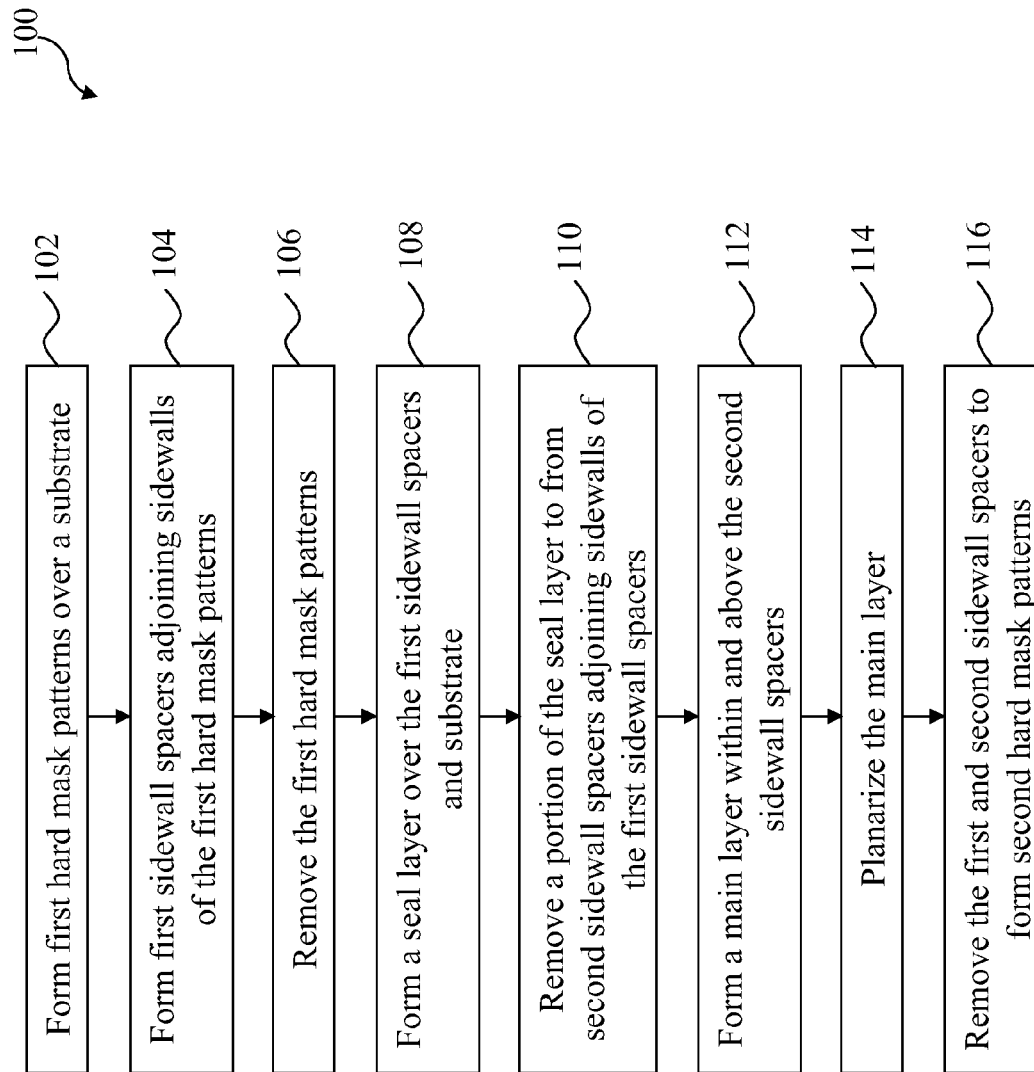 100
Form first hard mask patterns over a substrate
102
Form first sidewall spacers adjoining sidewalls
of the first hard mask patterns
104
Remove the first hard mask patterns
106
Form a seal layer over the first sidewall spacers
and substrate
108
Remove a portion of the seal layer to from
second sidewall spacers adjoining sidewalls of
the first sidewall spacers
110
Form a main layer within and above the second
sidewall spacers
112
Planarize the main layer
114
Remove the first and second sidewall spacers to
form second hard mask patterns
116